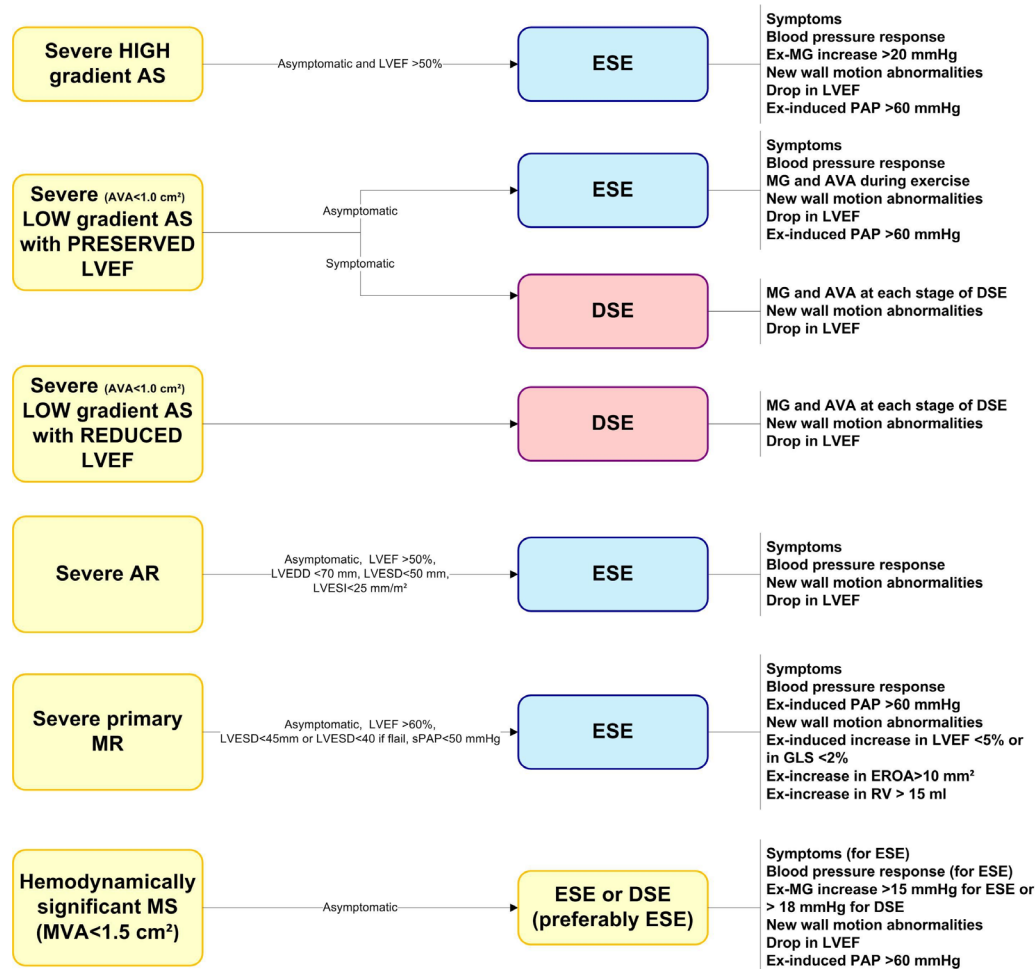 Severe HIGH
gradient AS
Asymptomatic and LVEF >50%
ESE
Symptoms
Blood pressure response
Ex-MG increase >20 mmHg
New wall motion abnormalities
Drop in LVEF
Ex-induced PAP >60 mmHg
Severe (AVA<1.0 cm²)
LOW gradient AS
with PRESERVED
LVEF
Asymptomatic
ESE
Symptoms
Blood pressure response
MG and AVA during exercise
New wall motion abnormalities
Drop in LVEF
Ex-induced PAP >60 mmHg
Symptomatic
DSE
MG and AVA at each stage of DSE
New wall motion abnormalities
Drop in LVEF
Severe (AVA<1.0 cm²)
LOW gradient AS
with REDUCED
LVEF
DSE
MG and AVA at each stage of DSE
New wall motion abnormalities
Drop in LVEF
Severe AR
Asymptomatic, LVEF >50%,
LVEDD <70 mm, LVESD<50 mm,
LVESI<25 mm/m²
ESE
Symptoms
Blood pressure response
New wall motion abnormalities
Drop in LVEF
Severe primary
MR
Asymptomatic, LVEF >60%,
LVESD<45mm or LVESD<40 if flail, sPAP<50 mmHg
ESE
Symptoms
Blood pressure response
Ex-induced PAP >60 mmHg
New wall motion abnormalities
Ex-induced increase in LVEF <5% or
in GLS <2%
Ex-increase in EROA>10 mm²
Ex-increase in RV > 15 ml
Hemodynamically
significant MS
(MVA<1.5 cm²)
Asymptomatic
ESE or DSE
(preferably ESE)
Symptoms (for ESE)
Blood pressure response (for ESE)
Ex-MG increase >15 mmHg for ESE or
> 18 mmHg for DSE
New wall motion abnormalities
Drop in LVEF
Ex-induced PAP >60 mmHg